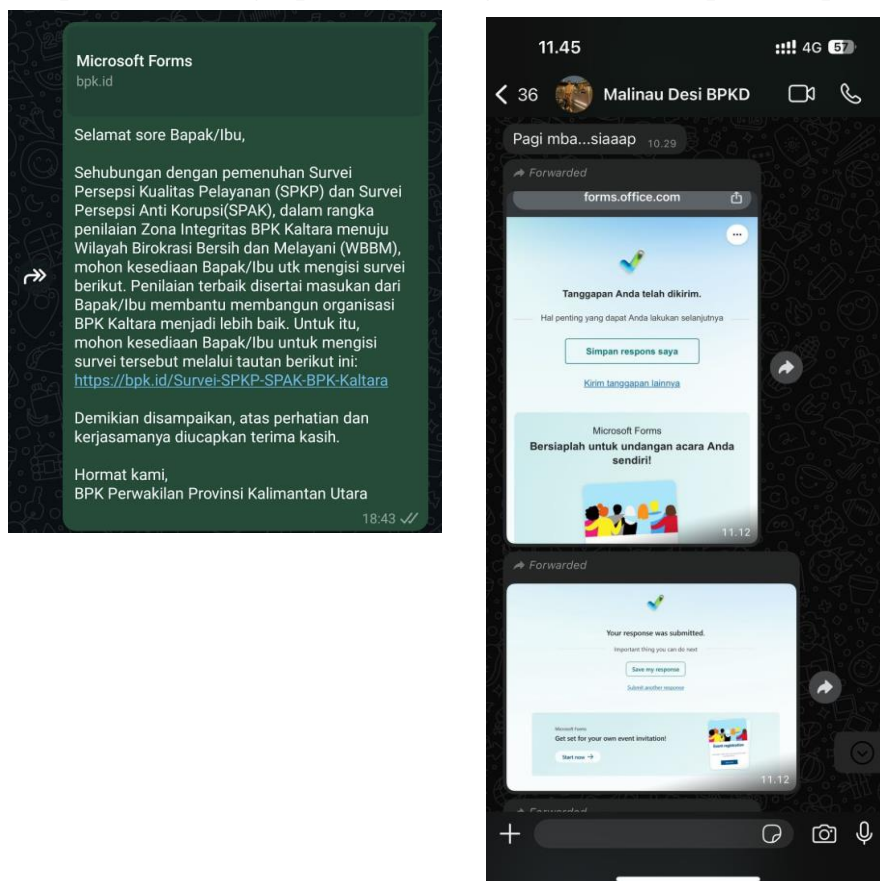 Microsoft Forms
bpk.id
Selamat sore Bapak/Ibu,
Sehubungan dengan pemenuhan Survei
Persepsi Kualitas Pelayanan (SPKP) dan Survei
Persepsi Anti Korupsi(SPAK), dalam rangka
penilaian Zona Integritas BPK Kaltara menuju
Wilayah Birokrasi Bersih dan Melayani (WBBM),
mohon kesediaan Bapak/Ibu utk mengisi survei
berikut. Penilaian terbaik disertai masukan dari
Bapak/Ibu membantu membangun organisasi
BPK Kaltara menjadi lebih baik. Untuk itu,
mohon kesediaan Bapak/Ibu untuk mengisi
survei tersebut melalui tautan berikut ini:
https://bpk.id/Survei-SPKP-SPAK-BPK-Kaltara
Demikian disampaikan, atas perhatian dan
kerjasamanya diucapkan terima kasih.
Hormat kami,
BPK Perwakilan Provinsi Kalimantan Utara
18:43
11.45 4G 57
36 Malinau Desi BPKD
Pagi mba...siaaap 10.29
Forwarded
forms.office.com
Tanggapan Anda telah dikirim.
Hal penting yang dapat Anda lakukan selanjutnya
Simpan respons saya
Kirim tanggapan lainnya
Microsoft Forms
Bersiaplah untuk undangan acara Anda
sendiri!
11.12
Forwarded
Your response was submitted.
Important thing you can do next
Save my response
Submit another response
Microsoft Forms
Get set for your own event invitation!
Start now
Event registration
11.12
Forwarded